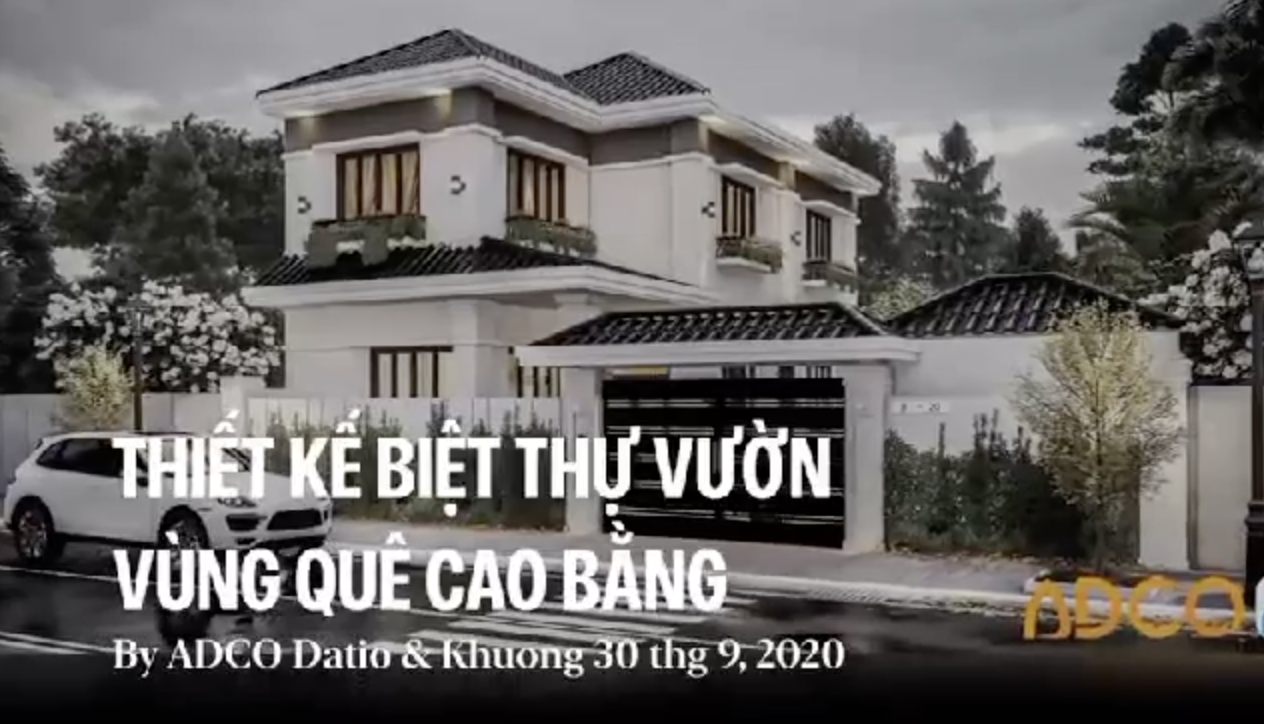 THIẾT KẾ BIỆT THỰ VƯỜN
VÙNG QUÊ CAO BẰNG
By ADCO Datio & Khuong 30 thg 9, 2020
ADCO